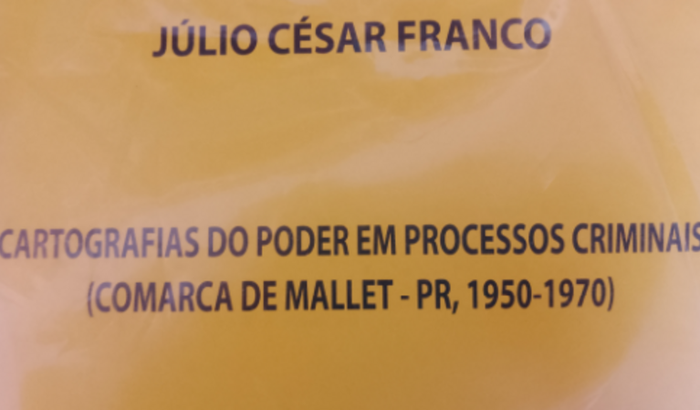 JÚLIO CÉSAR FRANCO
CARTOGRAFIAS DO PODER EM PROCESSOS CRIMINAIS
(COMARCA DE MALLET - PR, 1950-1970)